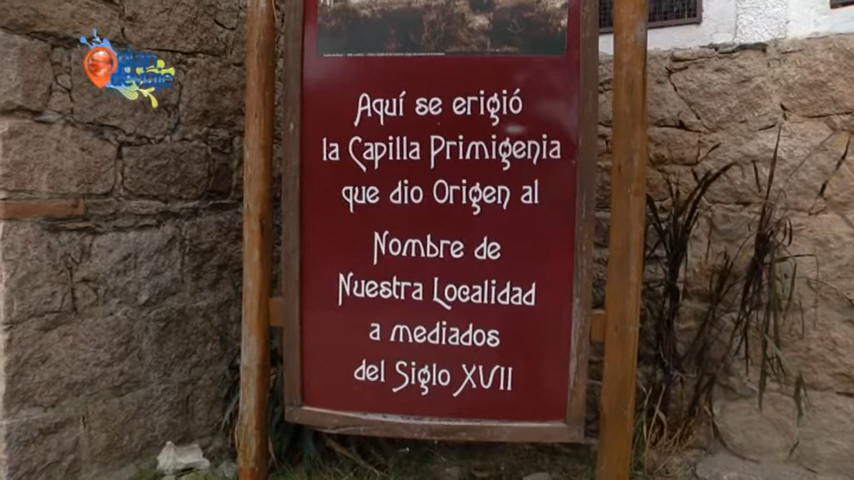 Aquí se erigió
la Capilla Primigenia
que dio Origen al
Nombre de
Nuestra Localidad
a mediados
del Siglo XVII